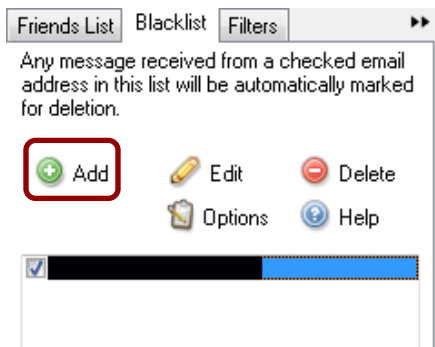 Friends List Blacklist Filters
Any message received from a checked email
address in this list will be automatically marked
for deletion.
Add Edit Delete
Options Help